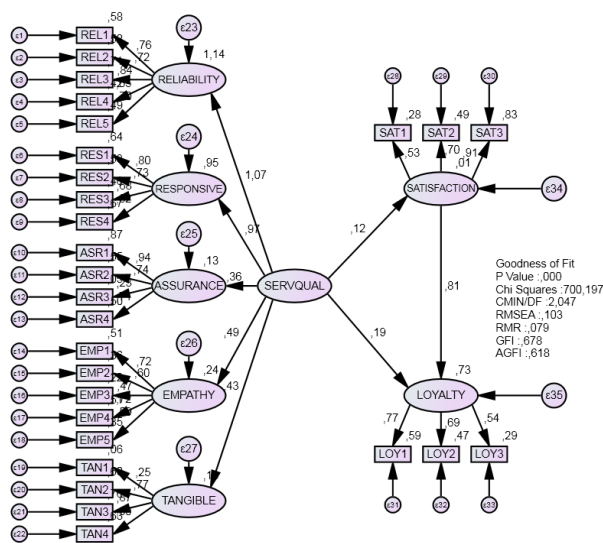 ε1
REL1
,58
ε2
REL2
ε3
REL3
ε4
REL4
ε5
REL5
,76
,72
,84
ε23
1,14
RELIABILITY
,64
ε6
RES1
ε7
RES2
ε8
RES3
ε9
RES4
,80
,73
ε24
,95
RESPONSIVE
,87
ε10
ASR1
ε11
ASR2
ε12
ASR3
ε13
ASR4
,94
,74
,23
ε25
,13
ASSURANCE
,51
ε14
EMP1
ε15
EMP2
ε16
EMP3
ε17
EMP4
ε18
EMP5
,72
,60
,47
ε26
,24
EMPATHY
,06
ε19
TAN1
ε20
TAN2
ε21
TAN3
ε22
TAN4
,25
,77
ε27
TANGIBLE
1,07
,97
,36
,49
,43
SERVQUAL
,12
,19
ε28
ε29
ε30
,28
,49
,83
SAT1
SAT2
SAT3
,53
,70
,91
,01
SATISFACTION
ε34
,81
Goodness of Fit
P Value :,000
Chi Squares :700,197
CMIN/DF :2,047
RMSEA :,103
RMR :,079
GFI :,678
AGFI :,618
,73
LOYALTY
ε35
,77
,69
,54
,59
,47
,29
LOY1
LOY2
LOY3
ε31
ε32
ε33